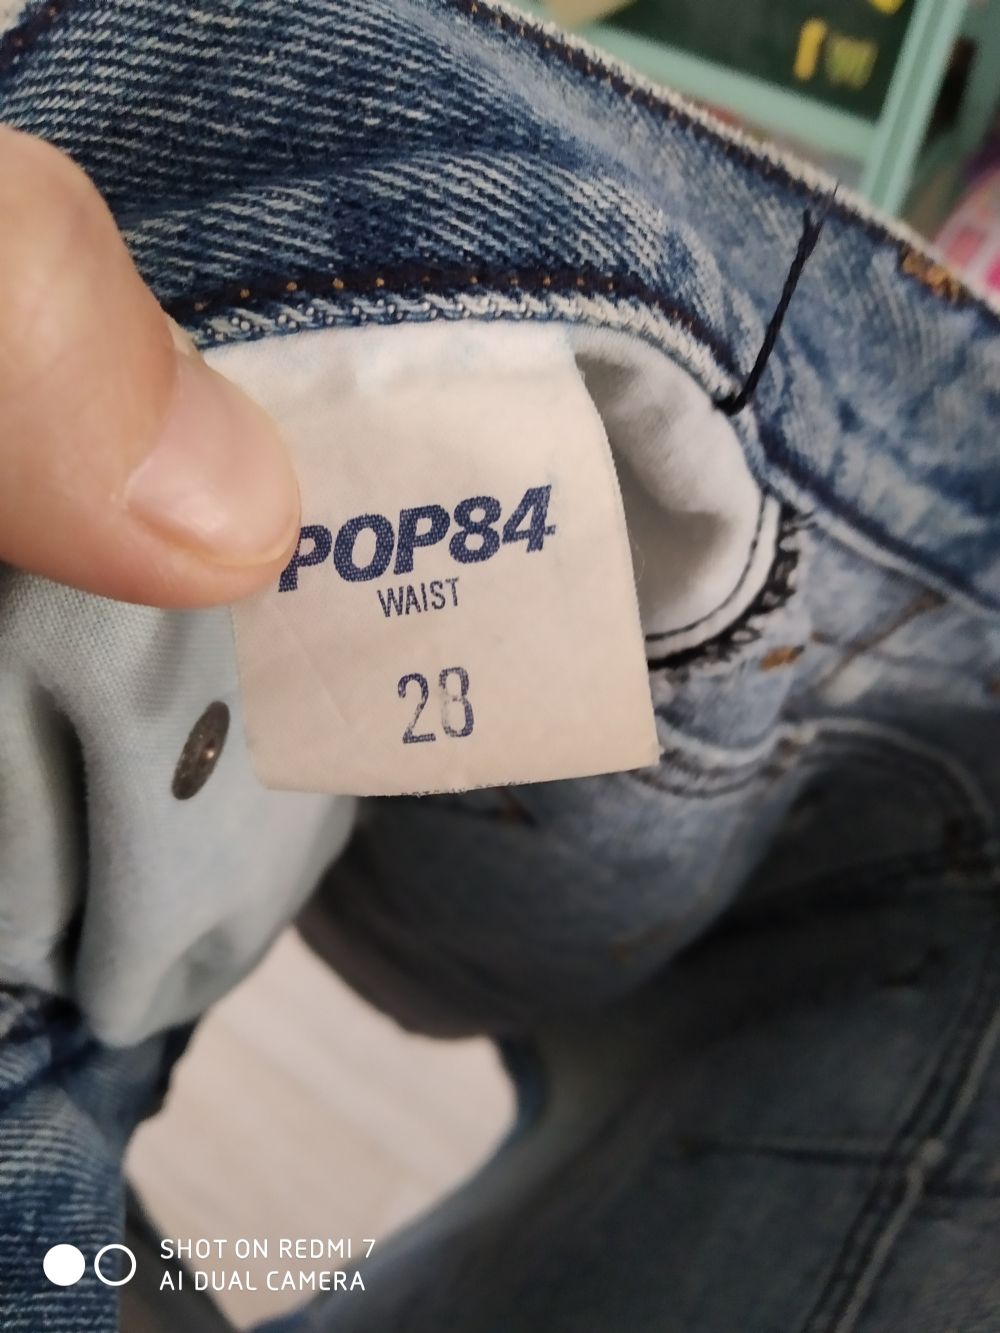 POP84
WAIST
28
SHOT ON REDMI 7
AI DUAL CAMERA